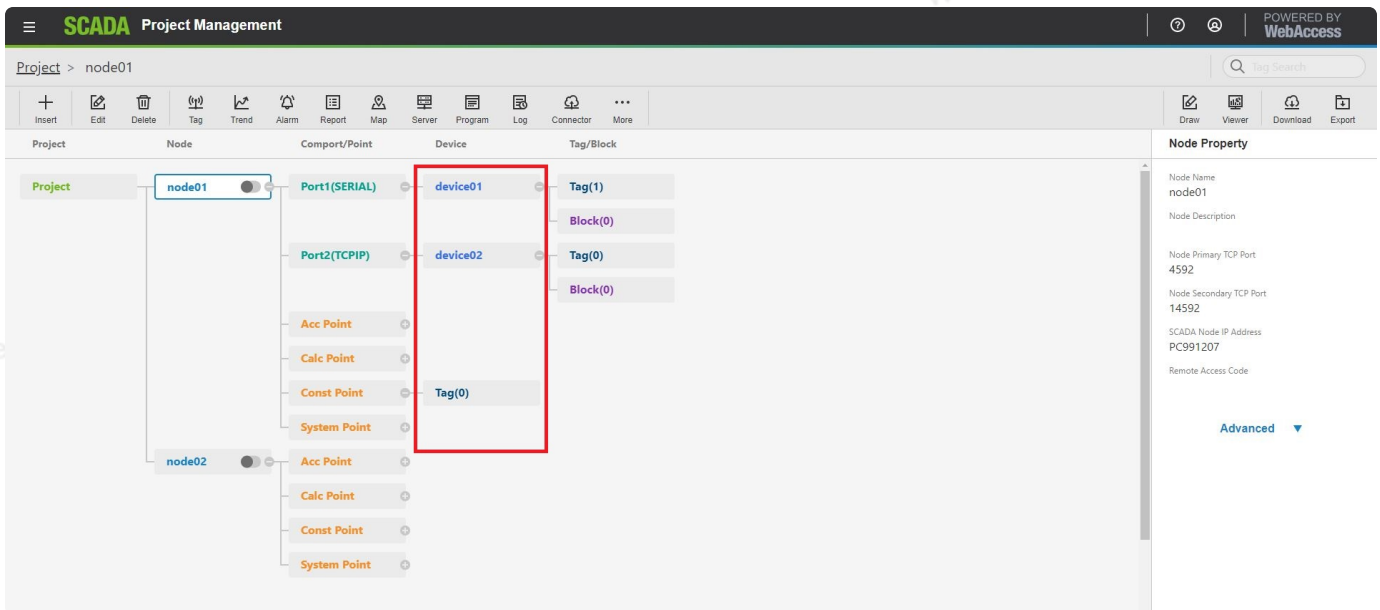 SCADA Project Management
POWERED BY
WebAccess
Project > node01
Tag Search
Insert Edit Delete Tag Trend Alarm Report Map Server Program Log Connector More
Draw Viewer Download Export
Project Node Comport/Point Device Tag/Block
Node Property
Project node01 Port1(SERIAL) device01 Tag(1)
Block(0)
Port2(TCPIP) device02 Tag(0)
Block(0)
Acc Point
Calc Point
Const Point Tag(0)
System Point
node02 Acc Point
Calc Point
Const Point
System Point
Node Name
node01
Node Description
Node Primary TCP Port
4592
Node Secondary TCP Port
14592
SCADA Node IP Address
PC991207
Remote Access Code
Advanced